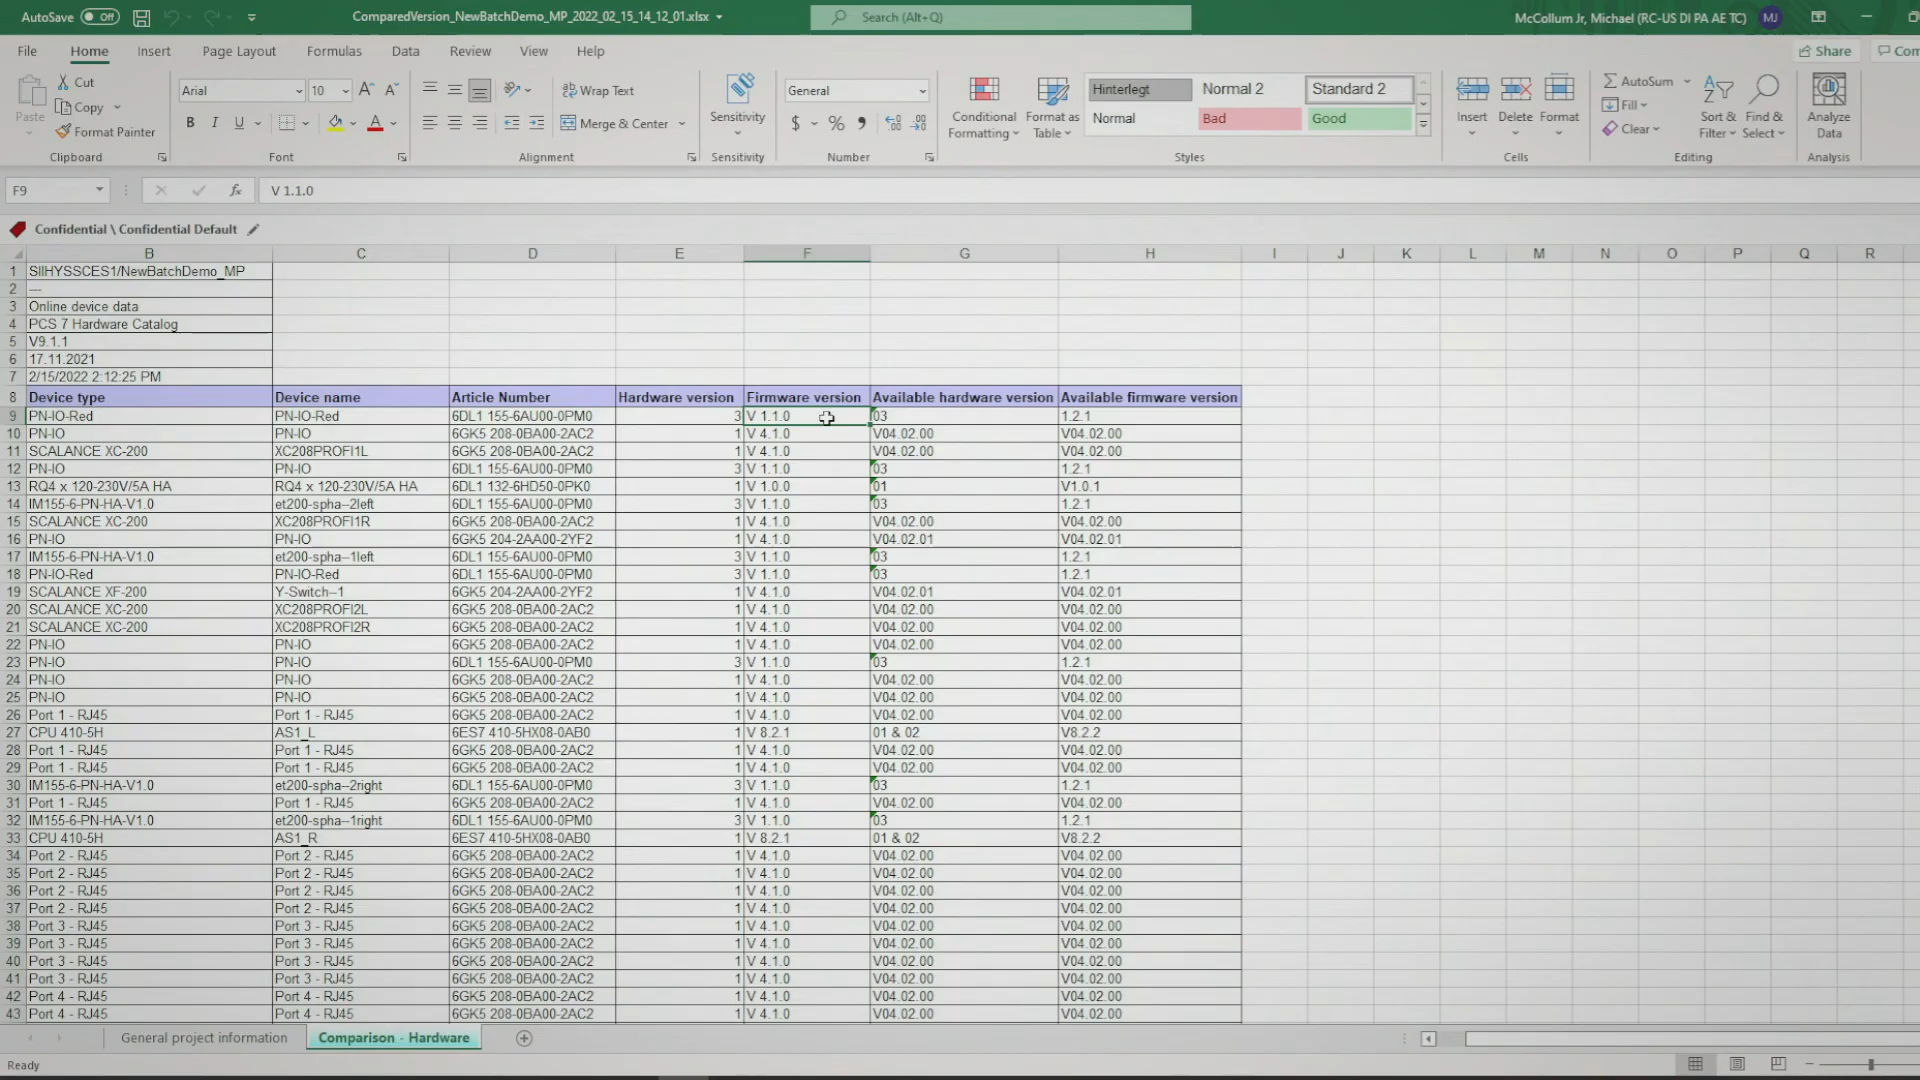 AutoSave Off ComparedVersion_NewBatchDemo_MP_2022_02_15_14_12_01.xlsx Search (Alt+Q) McCollum Jr, Michael (RC-US DI PA AE TC) MJ
File Home Insert Page Layout Formulas Data Review View Help Share Com
Paste Cut Copy Format Painter Clipboard
Arial 10 B I U A Font
Wrap Text Merge & Center Alignment
Sensitivity Sensitivity
General $ % Number
Conditional Formatting Format as Table
Hinterlegt Normal 2 Standard 2
Normal Bad Good
Styles
Insert Delete Format Cells
AutoSum Fill Clear Sort & Filter Find & Select Editing
Analyze Data Analysis
F9 fx V 1.1.0
Confidential \ Confidential Default
B C D E F G H I J K L M N O P Q R
1 SIIHYSSCES1/NewBatchDemo_MP
2 ---
3 Online device data
4 PCS 7 Hardware Catalog
5 V9.1.1
6 17.11.2021
7 2/15/2022 2:12:25 PM
8 Device type Device name Article Number Hardware version Firmware version Available hardware version Available firmware version
9 PN-IO-Red PN-IO-Red 6DL1 155-6AU00-0PM0 3 V 1.1.0 03 1.2.1
10 PN-IO PN-IO 6GK5 208-0BA00-2AC2 1 V 4.1.0 V04.02.00 V04.02.00
11 SCALANCE XC-200 XC208PROFI1L 6GK5 208-0BA00-2AC2 1 V 4.1.0 V04.02.00 V04.02.00
12 PN-IO PN-IO 6DL1 155-6AU00-0PM0 3 V 1.1.0 03 1.2.1
13 RQ4 x 120-230V/5A HA RQ4 x 120-230V/5A HA 6DL1 132-6HD50-0PK0 1 V 1.0.0 01 V1.0.1
14 IM155-6-PN-HA-V1.0 et200-spha--2left 6DL1 155-6AU00-0PM0 3 V 1.1.0 03 1.2.1
15 SCALANCE XC-200 XC208PROFI1R 6GK5 208-0BA00-2AC2 1 V 4.1.0 V04.02.00 V04.02.00
16 PN-IO PN-IO 6GK5 204-2AA00-2YF2 1 V 4.1.0 V04.02.01 V04.02.01
17 IM155-6-PN-HA-V1.0 et200-spha--1left 6DL1 155-6AU00-0PM0 3 V 1.1.0 03 1.2.1
18 PN-IO-Red PN-IO-Red 6DL1 155-6AU00-0PM0 3 V 1.1.0 03 1.2.1
19 SCALANCE XF-200 Y-Switch--1 6GK5 204-2AA00-2YF2 1 V 4.1.0 V04.02.01 V04.02.01
20 SCALANCE XC-200 XC208PROFI2L 6GK5 208-0BA00-2AC2 1 V 4.1.0 V04.02.00 V04.02.00
21 SCALANCE XC-200 XC208PROFI2R 6GK5 208-0BA00-2AC2 1 V 4.1.0 V04.02.00 V04.02.00
22 PN-IO PN-IO 6GK5 208-0BA00-2AC2 1 V 4.1.0 V04.02.00 V04.02.00
23 PN-IO PN-IO 6DL1 155-6AU00-0PM0 3 V 1.1.0 03 1.2.1
24 PN-IO PN-IO 6GK5 208-0BA00-2AC2 1 V 4.1.0 V04.02.00 V04.02.00
25 PN-IO PN-IO 6GK5 208-0BA00-2AC2 1 V 4.1.0 V04.02.00 V04.02.00
26 Port 1 - RJ45 Port 1 - RJ45 6GK5 208-0BA00-2AC2 1 V 4.1.0 V04.02.00 V04.02.00
27 CPU 410-5H AS1_L 6ES7 410-5HX08-0AB0 1 V 8.2.1 01 & 02 V8.2.2
28 Port 1 - RJ45 Port 1 - RJ45 6GK5 208-0BA00-2AC2 1 V 4.1.0 V04.02.00 V04.02.00
29 Port 1 - RJ45 Port 1 - RJ45 6GK5 208-0BA00-2AC2 1 V 4.1.0 V04.02.00 V04.02.00
30 IM155-6-PN-HA-V1.0 et200-spha--2right 6DL1 155-6AU00-0PM0 3 V 1.1.0 03 1.2.1
31 Port 1 - RJ45 Port 1 - RJ45 6GK5 208-0BA00-2AC2 1 V 4.1.0 V04.02.00 V04.02.00
32 IM155-6-PN-HA-V1.0 et200-spha--1right 6DL1 155-6AU00-0PM0 3 V 1.1.0 03 1.2.1
33 CPU 410-5H AS1_R 6ES7 410-5HX08-0AB0 1 V 8.2.1 01 & 02 V8.2.2
34 Port 2 - RJ45 Port 2 - RJ45 6GK5 208-0BA00-2AC2 1 V 4.1.0 V04.02.00 V04.02.00
35 Port 2 - RJ45 Port 2 - RJ45 6GK5 208-0BA00-2AC2 1 V 4.1.0 V04.02.00 V04.02.00
36 Port 2 - RJ45 Port 2 - RJ45 6GK5 208-0BA00-2AC2 1 V 4.1.0 V04.02.00 V04.02.00
37 Port 2 - RJ45 Port 2 - RJ45 6GK5 208-0BA00-2AC2 1 V 4.1.0 V04.02.00 V04.02.00
38 Port 3 - RJ45 Port 3 - RJ45 6GK5 208-0BA00-2AC2 1 V 4.1.0 V04.02.00 V04.02.00
39 Port 3 - RJ45 Port 3 - RJ45 6GK5 208-0BA00-2AC2 1 V 4.1.0 V04.02.00 V04.02.00
40 Port 3 - RJ45 Port 3 - RJ45 6GK5 208-0BA00-2AC2 1 V 4.1.0 V04.02.00 V04.02.00
41 Port 3 - RJ45 Port 3 - RJ45 6GK5 208-0BA00-2AC2 1 V 4.1.0 V04.02.00 V04.02.00
42 Port 4 - RJ45 Port 4 - RJ45 6GK5 208-0BA00-2AC2 1 V 4.1.0 V04.02.00 V04.02.00
43 Port 4 - RJ45 Port 4 - RJ45 6GK5 208-0BA00-2AC2 1 V 4.1.0 V04.02.00 V04.02.00
General project information Comparison - Hardware
Ready